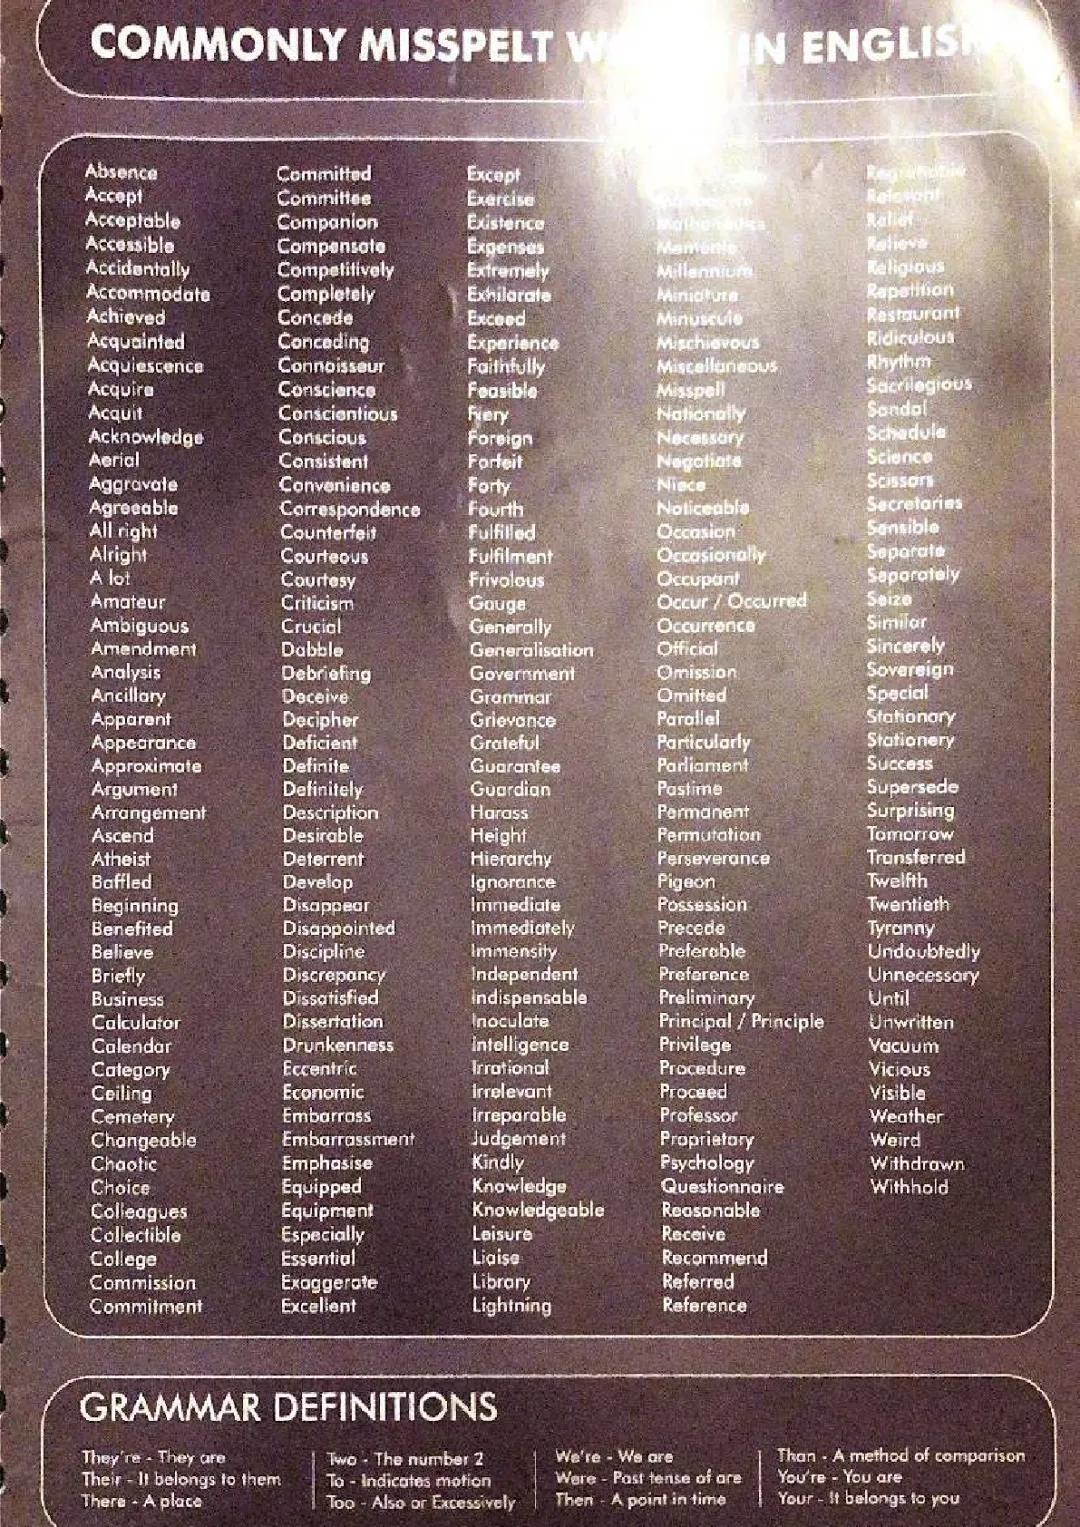 COMMONLY MISSPELT IN ENGLISH
Absence
Accept
Acceptable
Accessible
Accidentally
Accommodate
Achieved
Acquainted
Acquiescence
Acquire
Acquit
Acknowledge
Aerial
Aggravate
Agreeable
All right
Alright
A lot
Amateur
Ambiguous
Amendment
Analysis
Ancillary
Apparent
Appearance
Approximate
Argument
Arrangement
Ascend
Atheist
Baffled
Beginning
Benefited
Believe
Briefly
Business
Calculator
Calendar
Category
Ceiling
Cemetery
Changeable
Chaotic
Choice
Colleagues
Collectible
College
Commission
Commitment
Committed
Committee
Companion
Compensate
Competitively
Completely
Concede
Conceding
Connoisseur
Conscience
Conscientious
Conscious
Consistent
Convenience
Correspondence
Counterfeit
Courteous
Courtesy
Criticism
Crucial
Dabble
Debriefing
Deceive
Decipher
Deficient
Definite
Definitely
Description
Desirable
Deterrent
Develop
Disappear
Disappointed
Discipline
Discrepancy
Dissatisfied
Dissertation
Drunkenness
Eccentric
Economic
Embarrass
Embarrassment
Emphasise
Equipped
Equipment
Especially
Essential
Exaggerate
Excellent
Except
Exercise
Existence
Expenses
Extremely
Exhilarate
Exceed
Experience
Faithfully
Feasible
Fiery
Foreign
Forfeit
Forty
Fourth
Fulfilled
Fulfilment
Frivolous
Gauge
Generally
Generalisation
Government
Grammar
Grievance
Grateful
Guarantee
Guardian
Harass
Height
Hierarchy
Ignorance
Immediate
Immediately
Immensity
Independent
Indispensable
Inoculate
Intelligence
Irrational
Irrelevant
Irreparable
Judgement
Kindly
Knowledge
Knowledgeable
Leisure
Liaise
Library
Lightning
Mathematics
Memento
Millennium
Miniature
Minuscule
Mischievous
Miscellaneous
Misspell
Nationally
Necessary
Negotiate
Niece
Noticeable
Occasion
Occasionally
Occupant
Occur / Occurred
Occurrence
Official
Omission
Omitted
Parallel
Particularly
Parliament
Pastime
Permanent
Permutation
Perseverance
Pigeon
Possession
Precede
Preferable
Preference
Preliminary
Principal / Principle
Privilege
Procedure
Proceed
Professor
Proprietary
Psychology
Questionnaire
Reasonable
Receive
Recommend
Referred
Reference
Relevant
Relief
Relieve
Religious
Repetition
Restaurant
Ridiculous
Rhythm
Sacrilegious
Sandal
Schedule
Science
Scissors
Secretaries
Sensible
Separate
Separately
Seize
Similar
Sincerely
Sovereign
Special
Stationary
Stationery
Success
Supersede
Surprising
Tomorrow
Transferred
Twelfth
Twentieth
Tyranny
Undoubtedly
Unnecessary
Until
Unwritten
Vacuum
Vicious
Visible
Weather
Weird
Withdrawn
Withhold
GRAMMAR DEFINITIONS
They're - They are
Their - It belongs to them
There - A place
Two - The number 2
To - Indicates motion
Too - Also or Excessively
We're - We are
Were - Past tense of are
Then - A point in time
Than - A method of comparison
You're - You are
Your - It belongs to you